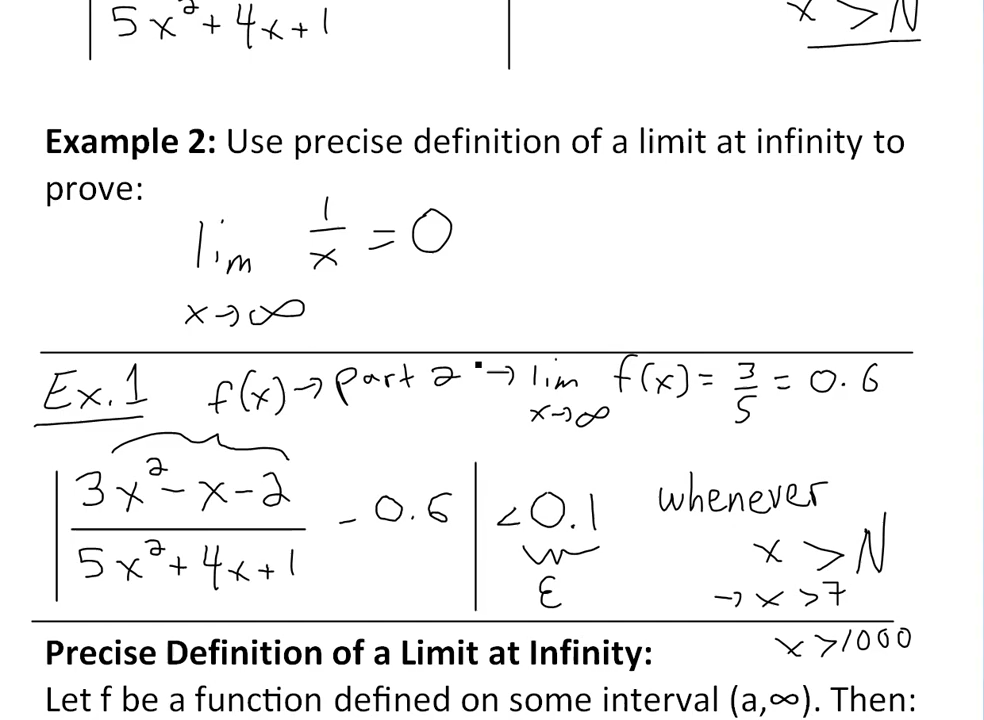 5x²+4x+1 | x > N
Example 2: Use precise definition of a limit at infinity to
prove:
lim 1/x = 0
x→∞
Ex. 1 f(x) → part 2 → lim f(x) = 3/5 = 0.6
x→∞
| 3x²-x-2 / 5x²+4x+1 - 0.6 | < 0.1 whenever
x > N
ε → x > 7
Precise Definition of a Limit at Infinity: x > 1000
Let f be a function defined on some interval (a,∞). Then: